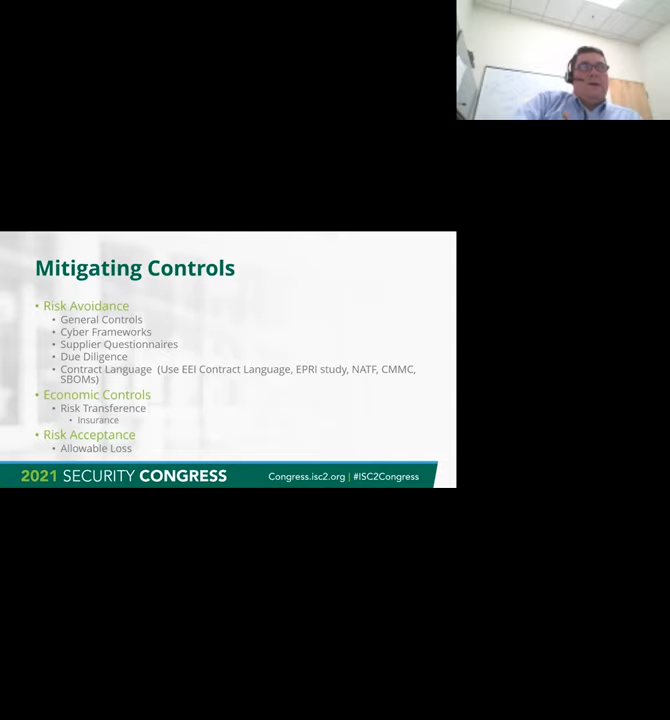 Mitigating Controls
• Risk Avoidance
• General Controls
• Cyber Frameworks
• Supplier Questionnaires
• Due Diligence
• Contract Language (Use EEI Contract Language, EPRI study, NATF, CMMC,
SBOMs)
• Economic Controls
• Risk Transference
• Insurance
• Risk Acceptance
• Allowable Loss
2021 SECURITY CONGRESS
Congress.isc2.org | #ISC2Congress